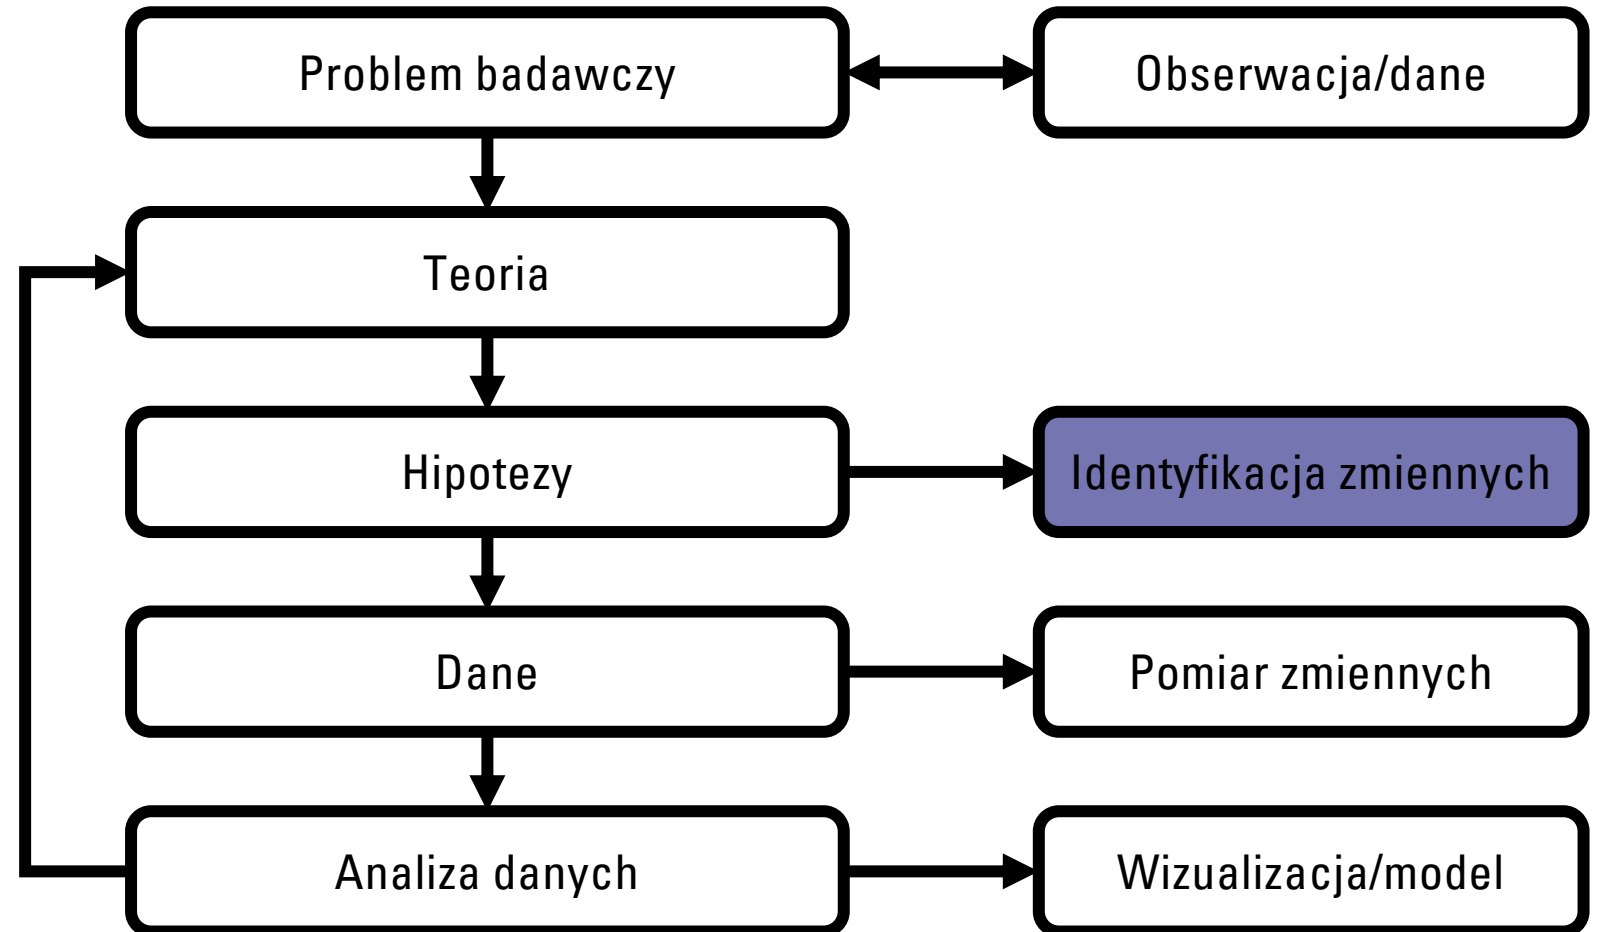 Problem badawczy
Obserwacja/dane
Teoria
Hipotezy
Identyfikacja zmiennych
Dane
Pomiar zmiennych
Analiza danych
Wizualizacja/model